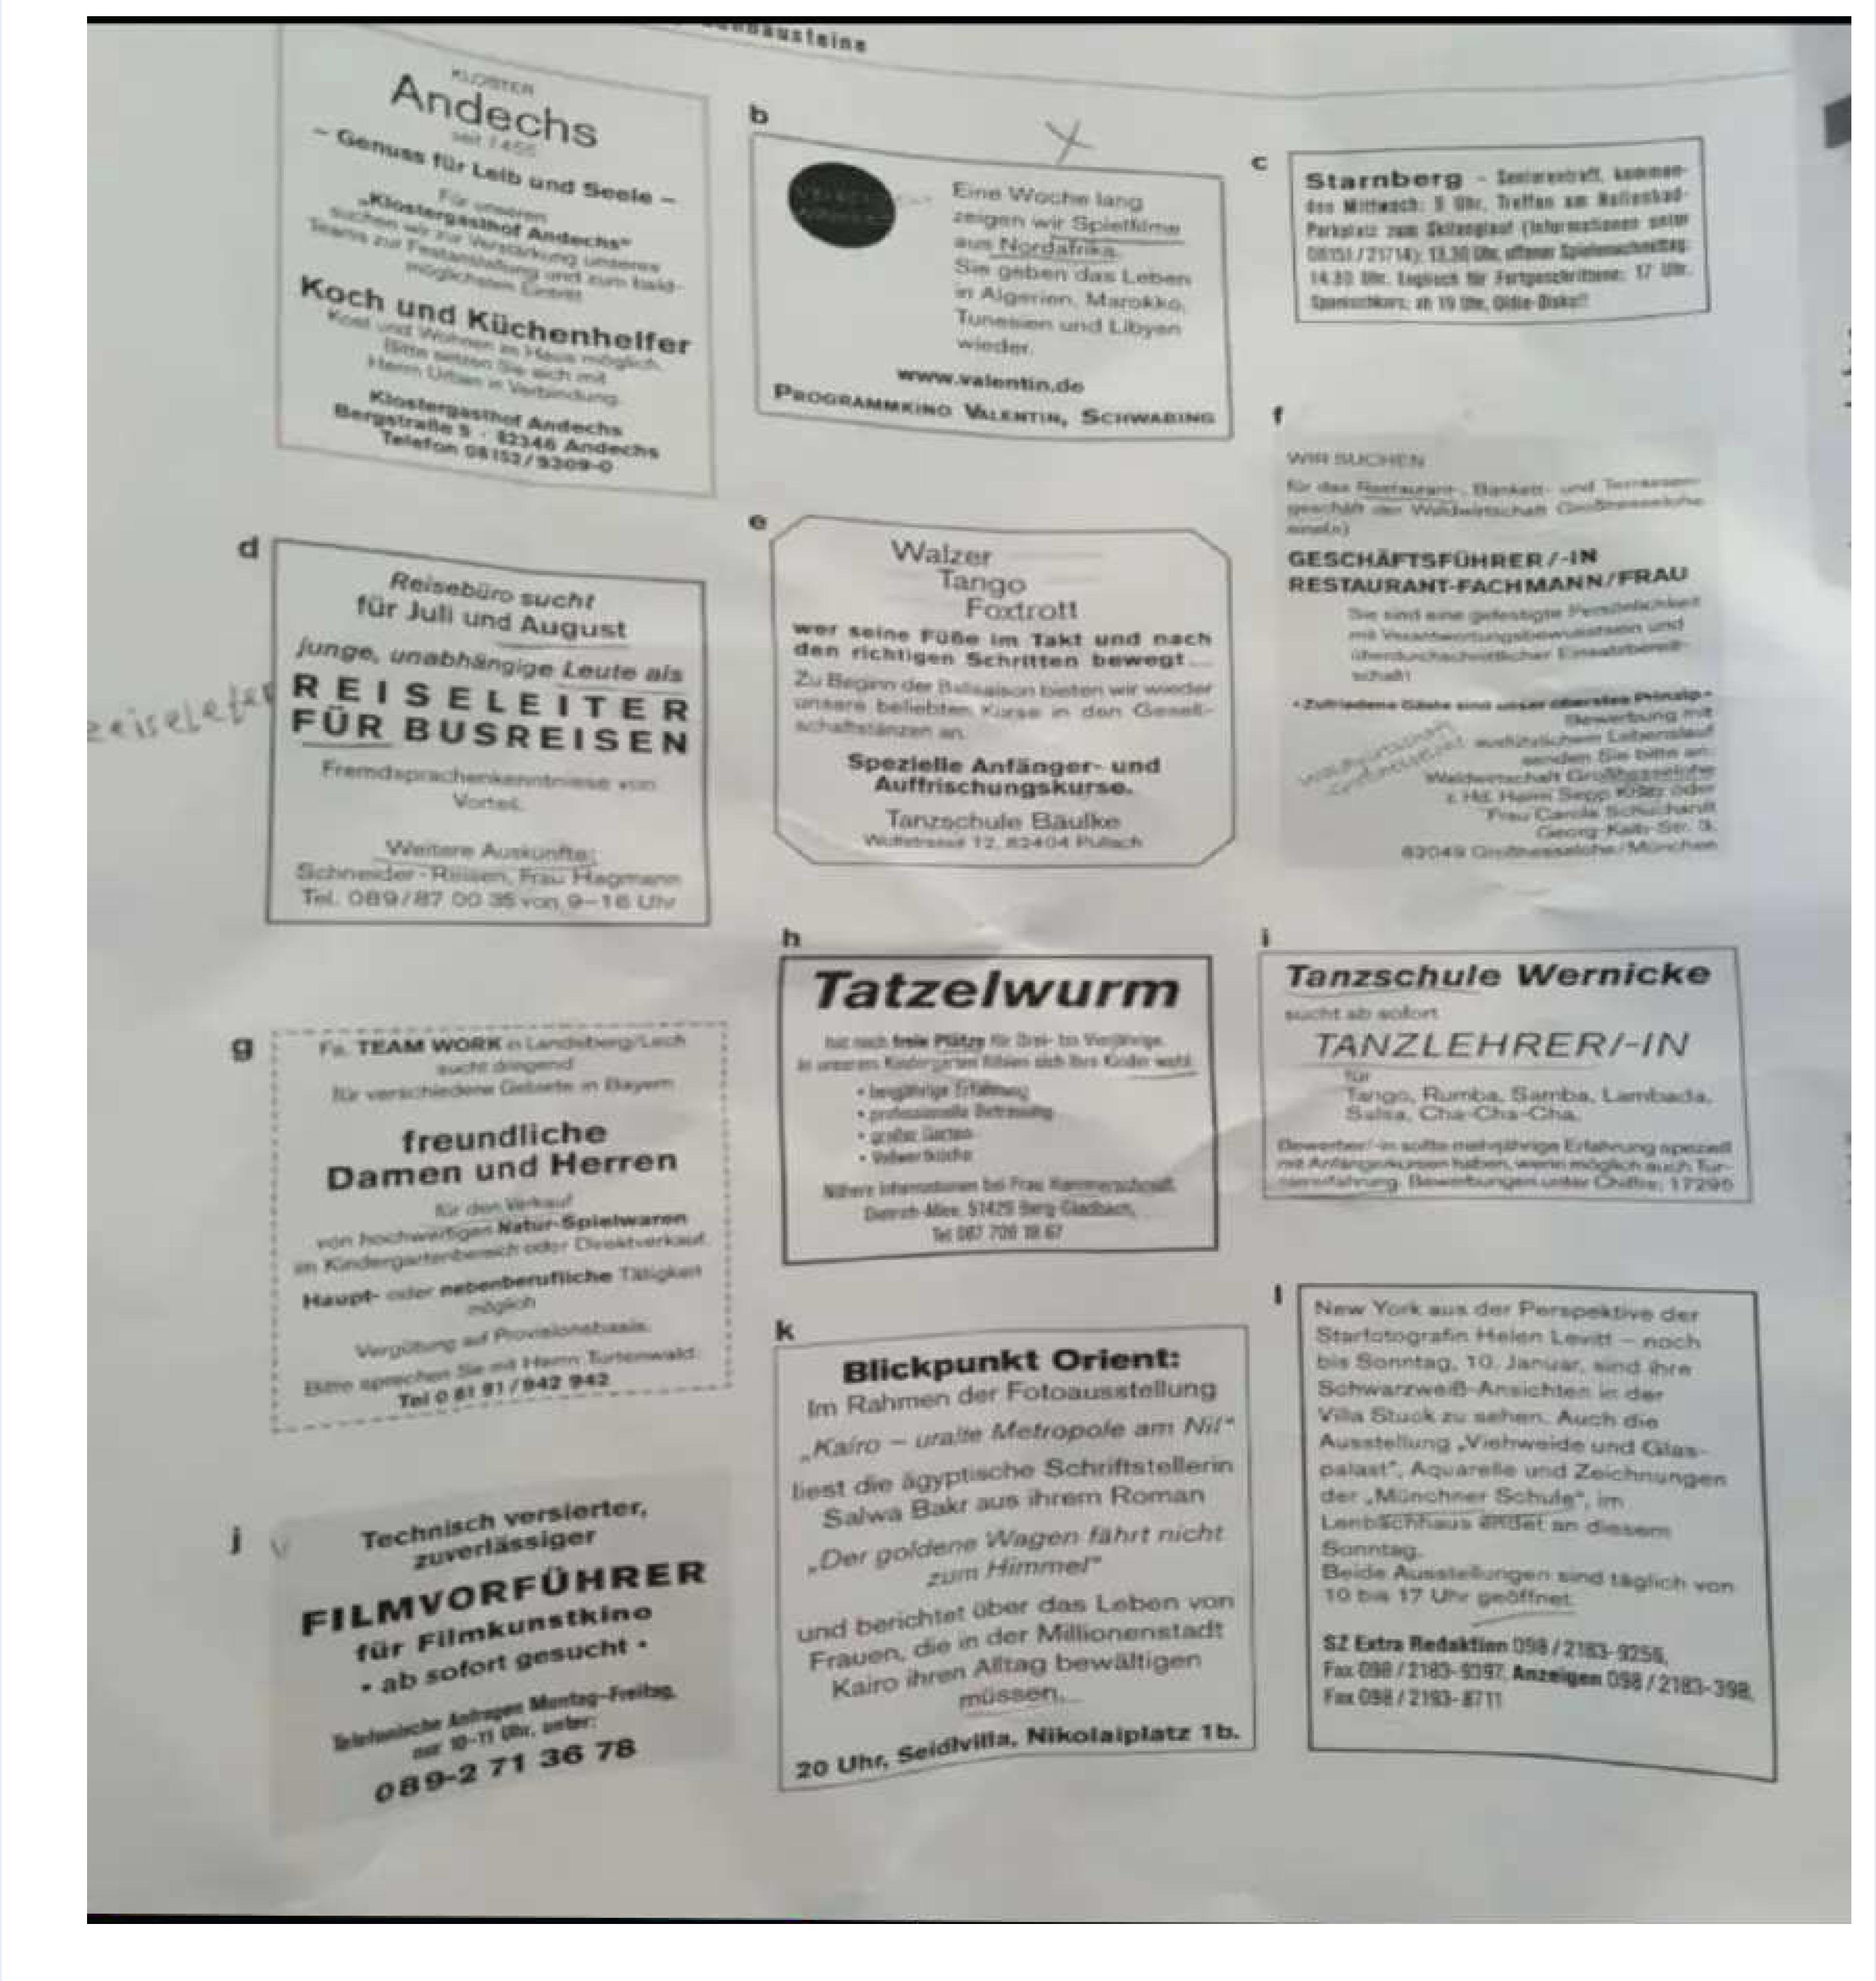 KLOSTER
Andechs
seit 1455
– Genuss für Leib und Seele –
Für unseren
„Klostergasthof Andechs"
suchen wir zur Verstärkung unseres
Teams zur Festanstellung und zum bald-
möglichsten Eintritt
Koch und Küchenhelfer
Kost und Wohnen im Haus möglich.
Bitte setzen Sie sich mit
Herrn Urban in Verbindung.
Klostergasthof Andechs
Bergstraße 5 · 82346 Andechs
Telefon 08152/9309-0
b
Eine Woche lang
zeigen wir Spielfilme
aus Nordafrika.
Sie geben das Leben
in Algerien, Marokko,
Tunesien und Libyen
wieder.
www.valentin.de
PROGRAMMKINO VALENTIN, SCHWABING
c
Starnberg – Seniorentreff, kommen-
den Mittwoch: 9 Uhr, Treffen am Hallenbad-
Parkplatz zum Skilanglauf (Informationen unter
08151/21714); 13.30 Uhr, offener Spielenachmittag;
14.30 Uhr, Englisch für Fortgeschrittene; 17 Uhr,
Spanischkurs; ab 19 Uhr, Oldie-Disko!!
d
Reisebüro sucht
für Juli und August
junge, unabhängige Leute als
REISELEITER
FÜR BUSREISEN
Fremdsprachenkenntnisse von
Vorteil.
Weitere Auskünfte:
Schneider-Reisen, Frau Hagmann
Tel. 089/87 00 35 von 9–16 Uhr
e
Walzer
Tango
Foxtrott
wer seine Füße im Takt und nach
den richtigen Schritten bewegt ...
Zu Beginn der Ballsaison bieten wir wieder
unsere beliebten Kurse in den Gesell-
schaftstänzen an.
Spezielle Anfänger- und
Auffrischungskurse.
Tanzschule Bäulke
12, 82404 Pullach
f
WIR SUCHEN
für das Restaurant-, Bankett- und Terrassen-
geschäft der Waldwirtschaft Großhesselohe
eine(n)
GESCHÄFTSFÜHRER/-IN
RESTAURANT-FACHMANN/FRAU
Sie sind eine gefestigte Persönlichkeit
mit Verantwortungsbewusstsein und
überdurchschnittlicher Einsatzbereit-
schaft!
•Zufriedene Gäste sind unser oberstes Prinzip•
Bewerbung mit
ausführlichem Lebenslauf
senden Sie bitte an:
Waldwirtschaft Großhesselohe
z. Hd. Herrn Sepp Krätz oder
Frau Carola Schuchardt
Georg-Kalb-Str. 3,
82049 Großhesselohe/München
g
Fa. TEAM WORK in Landsberg/Lech
sucht dringend
für verschiedene Gebiete in Bayern
freundliche
Damen und Herren
für den Verkauf
von hochwertigen Natur-Spielwaren
im Kindergartenbereich oder Direktverkauf.
Haupt- oder nebenberufliche Tätigkeit
möglich
Vergütung auf Provisionsbasis.
Bitte sprechen Sie mit Herrn Turtenwald:
Tel 0 81 91/942 942
h
Tatzelwurm
hat noch freie Plätze für Drei- bis Vierjährige.
In unserem Kindergarten fühlen sich Ihre Kinder wohl:
• langjährige Erfahrung
• professionelle Betreuung
• großer Garten
• Vollwertküche
Nähere Informationen bei Frau
51429 Berg. Gladbach,
Tel 087 706 18 67
i
Tanzschule Wernicke
sucht ab sofort
TANZLEHRER/-IN
für
Tango, Rumba, Samba, Lambada,
Salsa, Cha-Cha-Cha.
Bewerber/-in sollte mehrjährige Erfahrung speziell
mit Anfängerkursen haben, wenn möglich auch Tur-
niererfahrung. Bewerbungen unter Chiffre: 17295
j
Technisch versierter,
zuverlässiger
FILMVORFÜHRER
für Filmkunstkino
• ab sofort gesucht •
Telefonische Anfragen Montag–Freitag,
nur 10–11 Uhr, unter:
089-2 71 36 78
k
Blickpunkt Orient:
Im Rahmen der Fotoausstellung
„Kairo – uralte Metropole am Nil"
liest die ägyptische Schriftstellerin
Salwa Bakr aus ihrem Roman
„Der goldene Wagen fährt nicht
zum Himmel"
und berichtet über das Leben von
Frauen, die in der Millionenstadt
Kairo ihren Alltag bewältigen
müssen...
20 Uhr, Seidlvilla, Nikolaiplatz 1b.
l
New York aus der Perspektive der
Starfotografin Helen Levitt – noch
bis Sonntag, 10. Januar, sind ihre
Schwarzweiß-Ansichten in der
Villa Stuck zu sehen. Auch die
Ausstellung „Viehweide und Glas-
palast", Aquarelle und Zeichnungen
der „Münchner Schule", im
Lenbachhaus endet an diesem
Sonntag.
Beide Ausstellungen sind täglich von
10 bis 17 Uhr geöffnet.
SZ Extra Redaktion 098/2183-9256,
Fax 098/2183-9397, Anzeigen 098/2183-398,
Fax 098/2193-8711